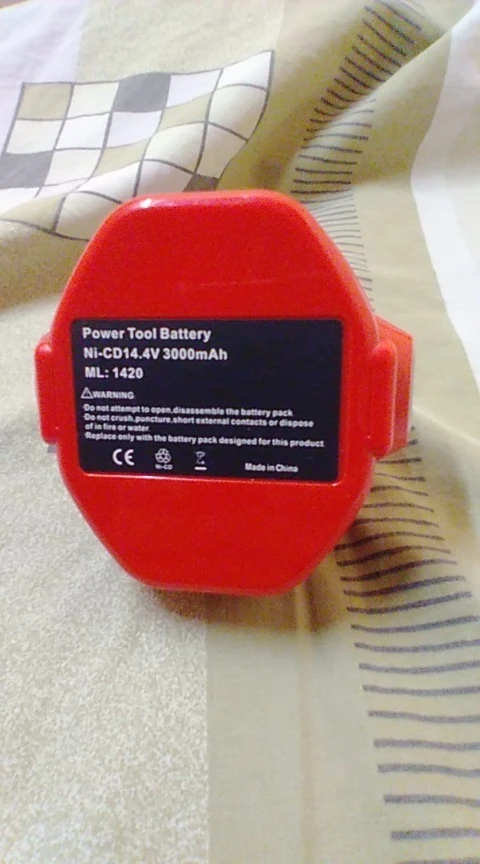 Power Tool Battery
Ni-CD14.4V 3000mAh
ML: 1420
WARNING
·Do not attempt to open,disassemble the battery pack
·Do not crush,puncture,short external contacts or dispose
of in fire or water.
·Replace only with the battery pack designed for this product
CE Ni-CD Made in China